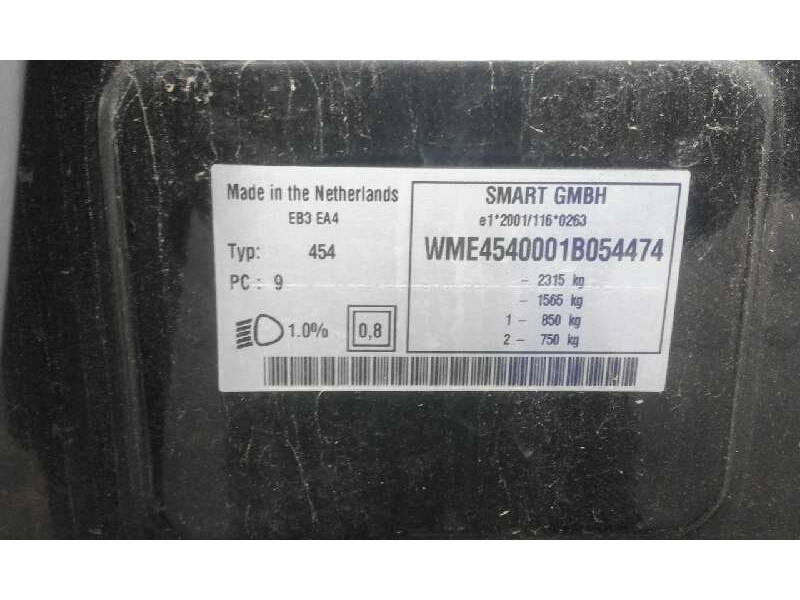 Made in the Netherlands
EB3 EA4
Typ: 454
PC : 9
1.0% 0,8
SMART GMBH
e1*2001/116*0263
WME4540001B054474
- 2315 kg
- 1565 kg
1 - 850 kg
2 - 750 kg